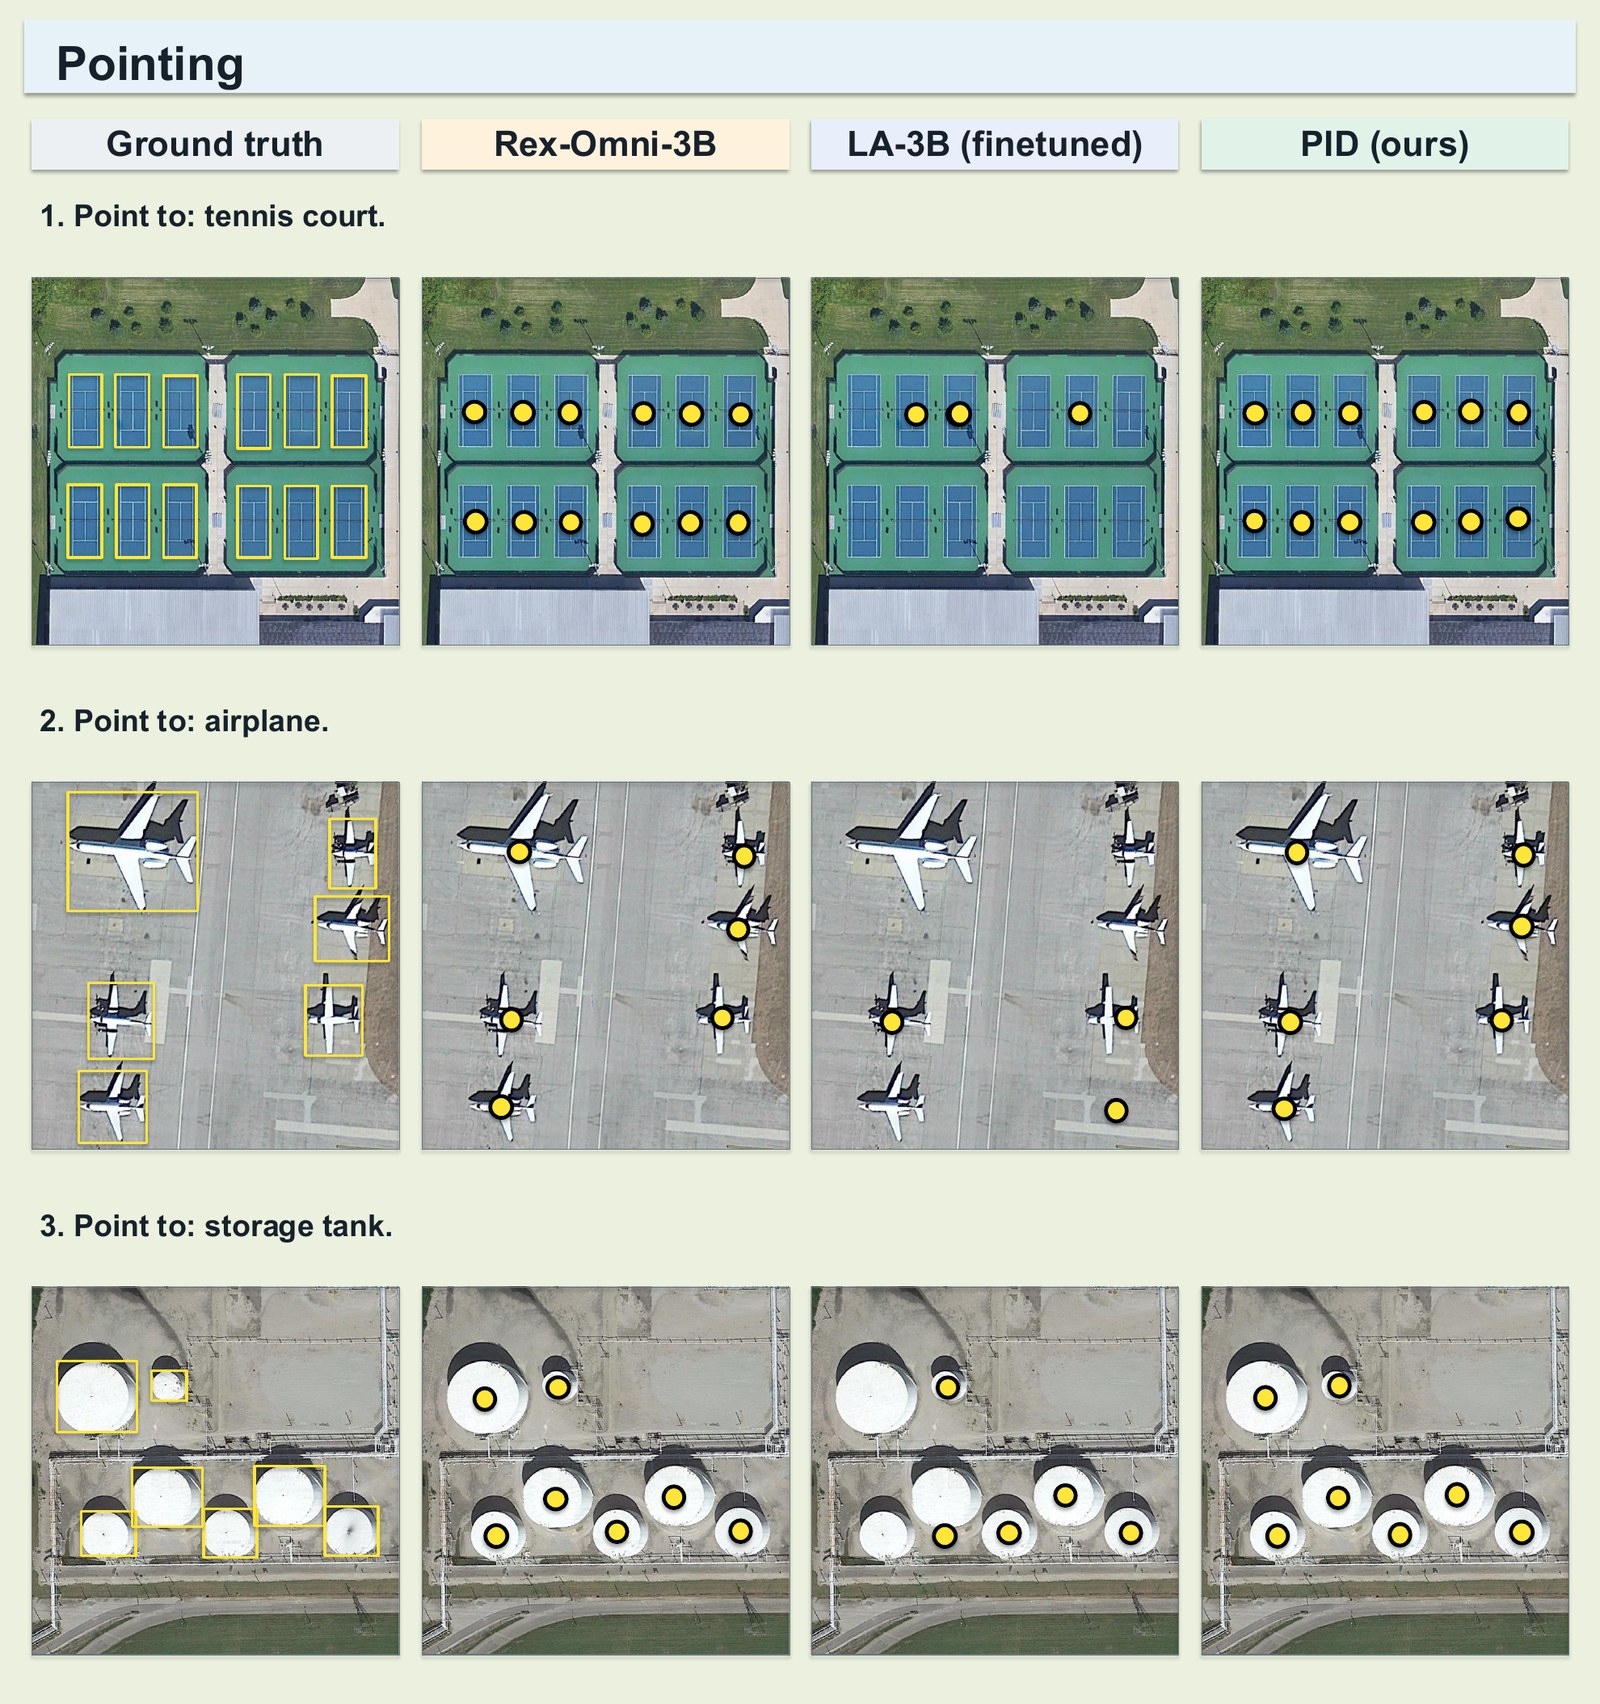 Pointing
Ground truth
Rex-Omni-3B
LA-3B (finetuned)
PID (ours)
1. Point to: tennis court.
2. Point to: airplane.
3. Point to: storage tank.